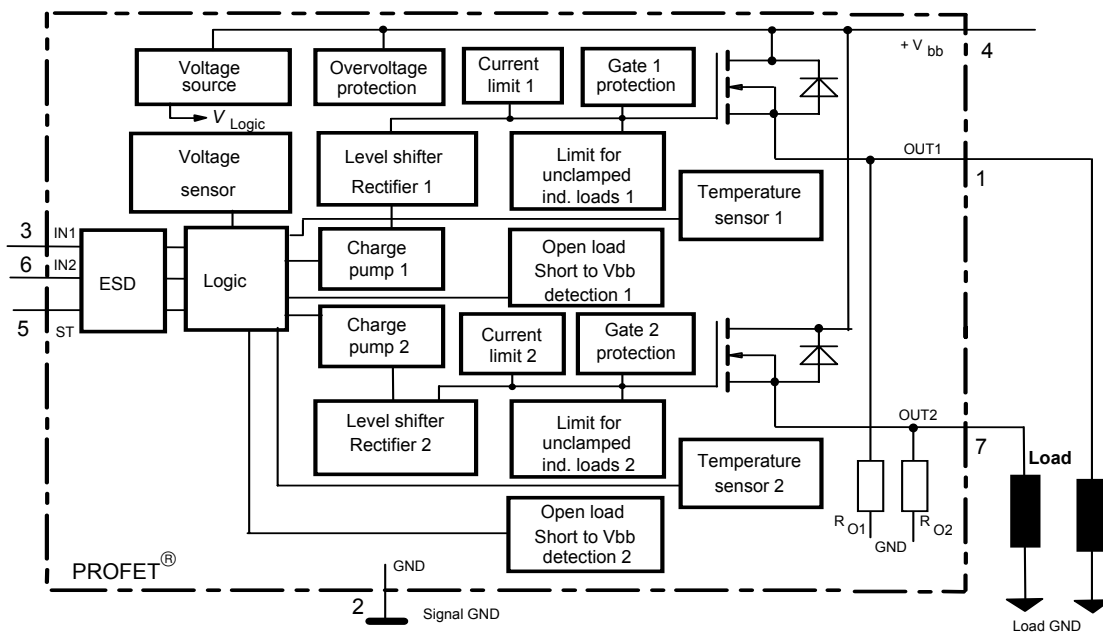 + V bb
4
Voltage
source
Overvoltage
protection
Current
limit 1
Gate 1
protection
V Logic
Voltage
sensor
Level shifter
Rectifier 1
Limit for
unclamped
ind. loads 1
OUT1
1
Temperature
sensor 1
3
IN1
6
IN2
5
ST
ESD
Logic
Charge
pump 1
Open load
Short to Vbb
detection 1
Charge
pump 2
Current
limit 2
Gate 2
protection
Level shifter
Rectifier 2
Limit for
unclamped
ind. loads 2
OUT2
7
Temperature
sensor 2
Load
R O1
GND
R O2
Open load
Short to Vbb
detection 2
PROFET®
GND
2
Signal GND
Load GND